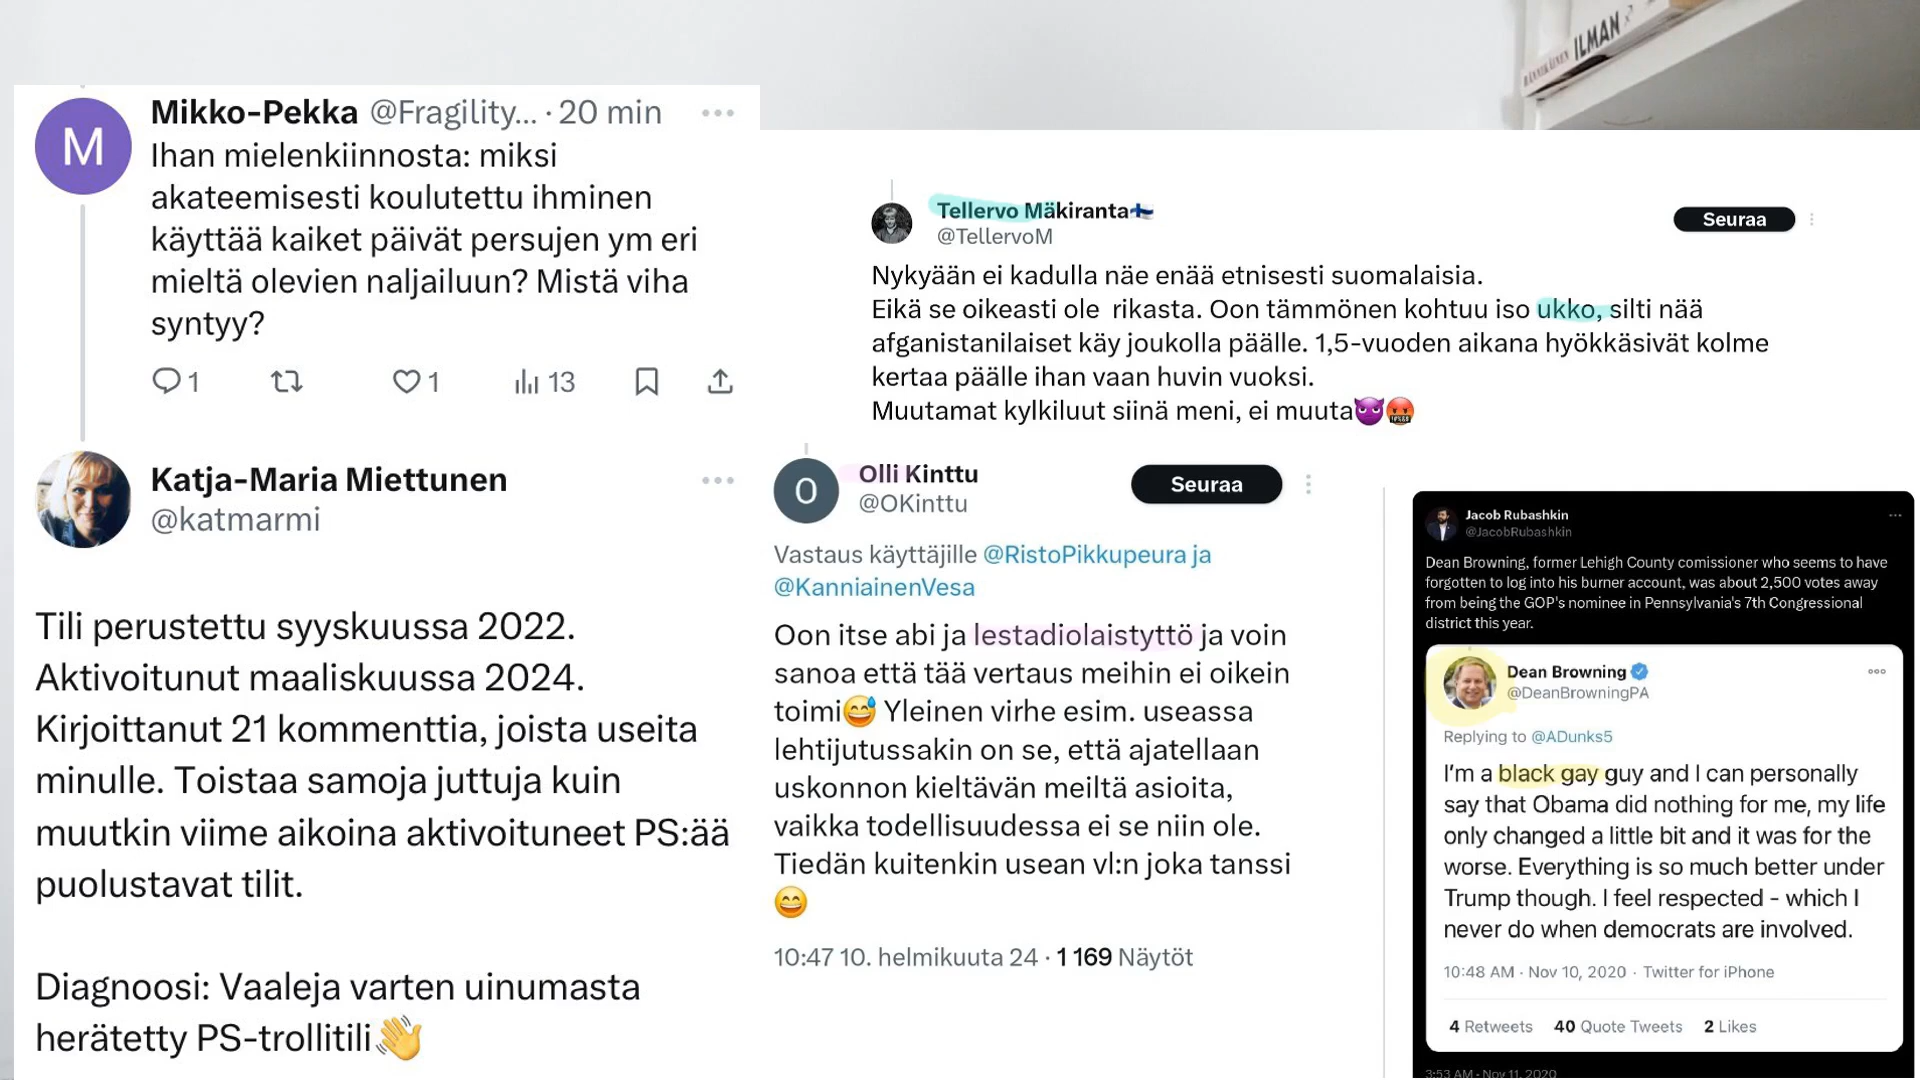 ILMAN
Mikko-Pekka @Fragility... · 20 min
M
Ihan mielenkiinnosta: miksi
akateemisesti koulutettu ihminen
käyttää kaiket päivät persujen ym eri
mieltä olevien naljailuun? Mistä viha
syntyy?
1 1 13
Katja-Maria Miettunen
@katmarmi
Tili perustettu syyskuussa 2022.
Aktivoitunut maaliskuussa 2024.
Kirjoittanut 21 kommenttia, joista useita
minulle. Toistaa samoja juttuja kuin
muutkin viime aikoina aktivoituneet PS:ää
puolustavat tilit.
Diagnoosi: Vaaleja varten uinumasta
herätetty PS-trollitili👋
Tellervo Mäkiranta🇫🇮
@TellervoM
Seuraa
Nykyään ei kadulla näe enää etnisesti suomalaisia.
Eikä se oikeasti ole rikasta. Oon tämmönen kohtuu iso ukko, silti nää
afganistanilaiset käy joukolla päälle. 1,5-vuoden aikana hyökkäsivät kolme
kertaa päälle ihan vaan huvin vuoksi.
Muutamat kylkiluut siinä meni, ei muuta😈🤬
O
Olli Kinttu
@OKinttu
Seuraa
Vastaus käyttäjille @RistoPikkupeura ja
@KanniainenVesa
Oon itse abi ja lestadiolaistyttö ja voin
sanoa että tää vertaus meihin ei oikein
toimi😅 Yleinen virhe esim. useassa
lehtijutussakin on se, että ajatellaan
uskonnon kieltävän meiltä asioita,
vaikka todellisuudessa ei se niin ole.
Tiedän kuitenkin usean vl:n joka tanssi
😄
10:47 10. helmikuuta 24 · 1 169 Näytöt
Jacob Rubashkin
@JacobRubashkin
Dean Browning, former Lehigh County comissioner who seems to have
forgotten to log into his burner account, was about 2,500 votes away
from being the GOP's nominee in Pennsylvania's 7th Congressional
district this year.
Dean Browning
@DeanBrowningPA
Replying to @ADunks5
I'm a black gay guy and I can personally
say that Obama did nothing for me, my life
only changed a little bit and it was for the
worse. Everything is so much better under
Trump though. I feel respected - which I
never do when democrats are involved.
10:48 AM · Nov 10, 2020 · Twitter for iPhone
4 Retweets 40 Quote Tweets 2 Likes
3:53 AM · Nov 11, 2020